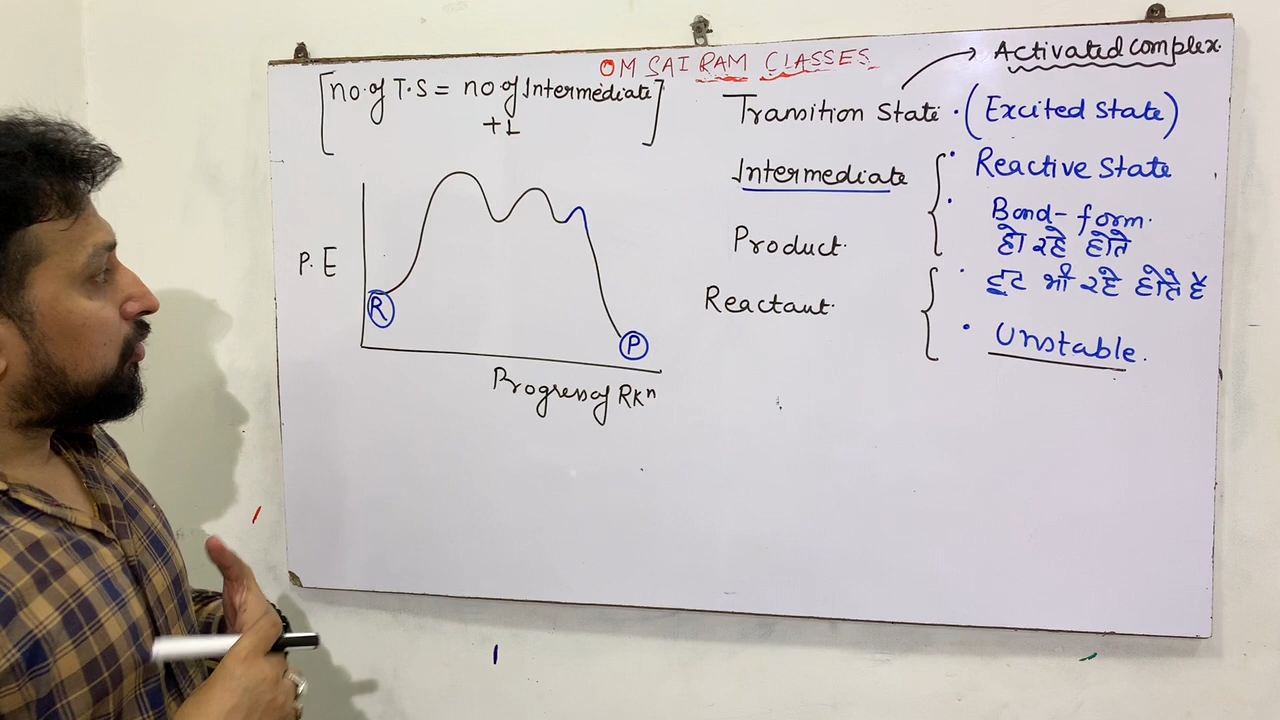 OM SAI RAM CLASSES
Activated complex.
[no. of T.S = no of Intermediate]
+1
Transition State . (Excited State)
Intermediate
• Reactive State
• Bond-form.
हो रहे होते
Product.
• टूट भी रहे होते है
Reactant.
• Unstable.
P.E
R
P
Progress of Rxⁿ